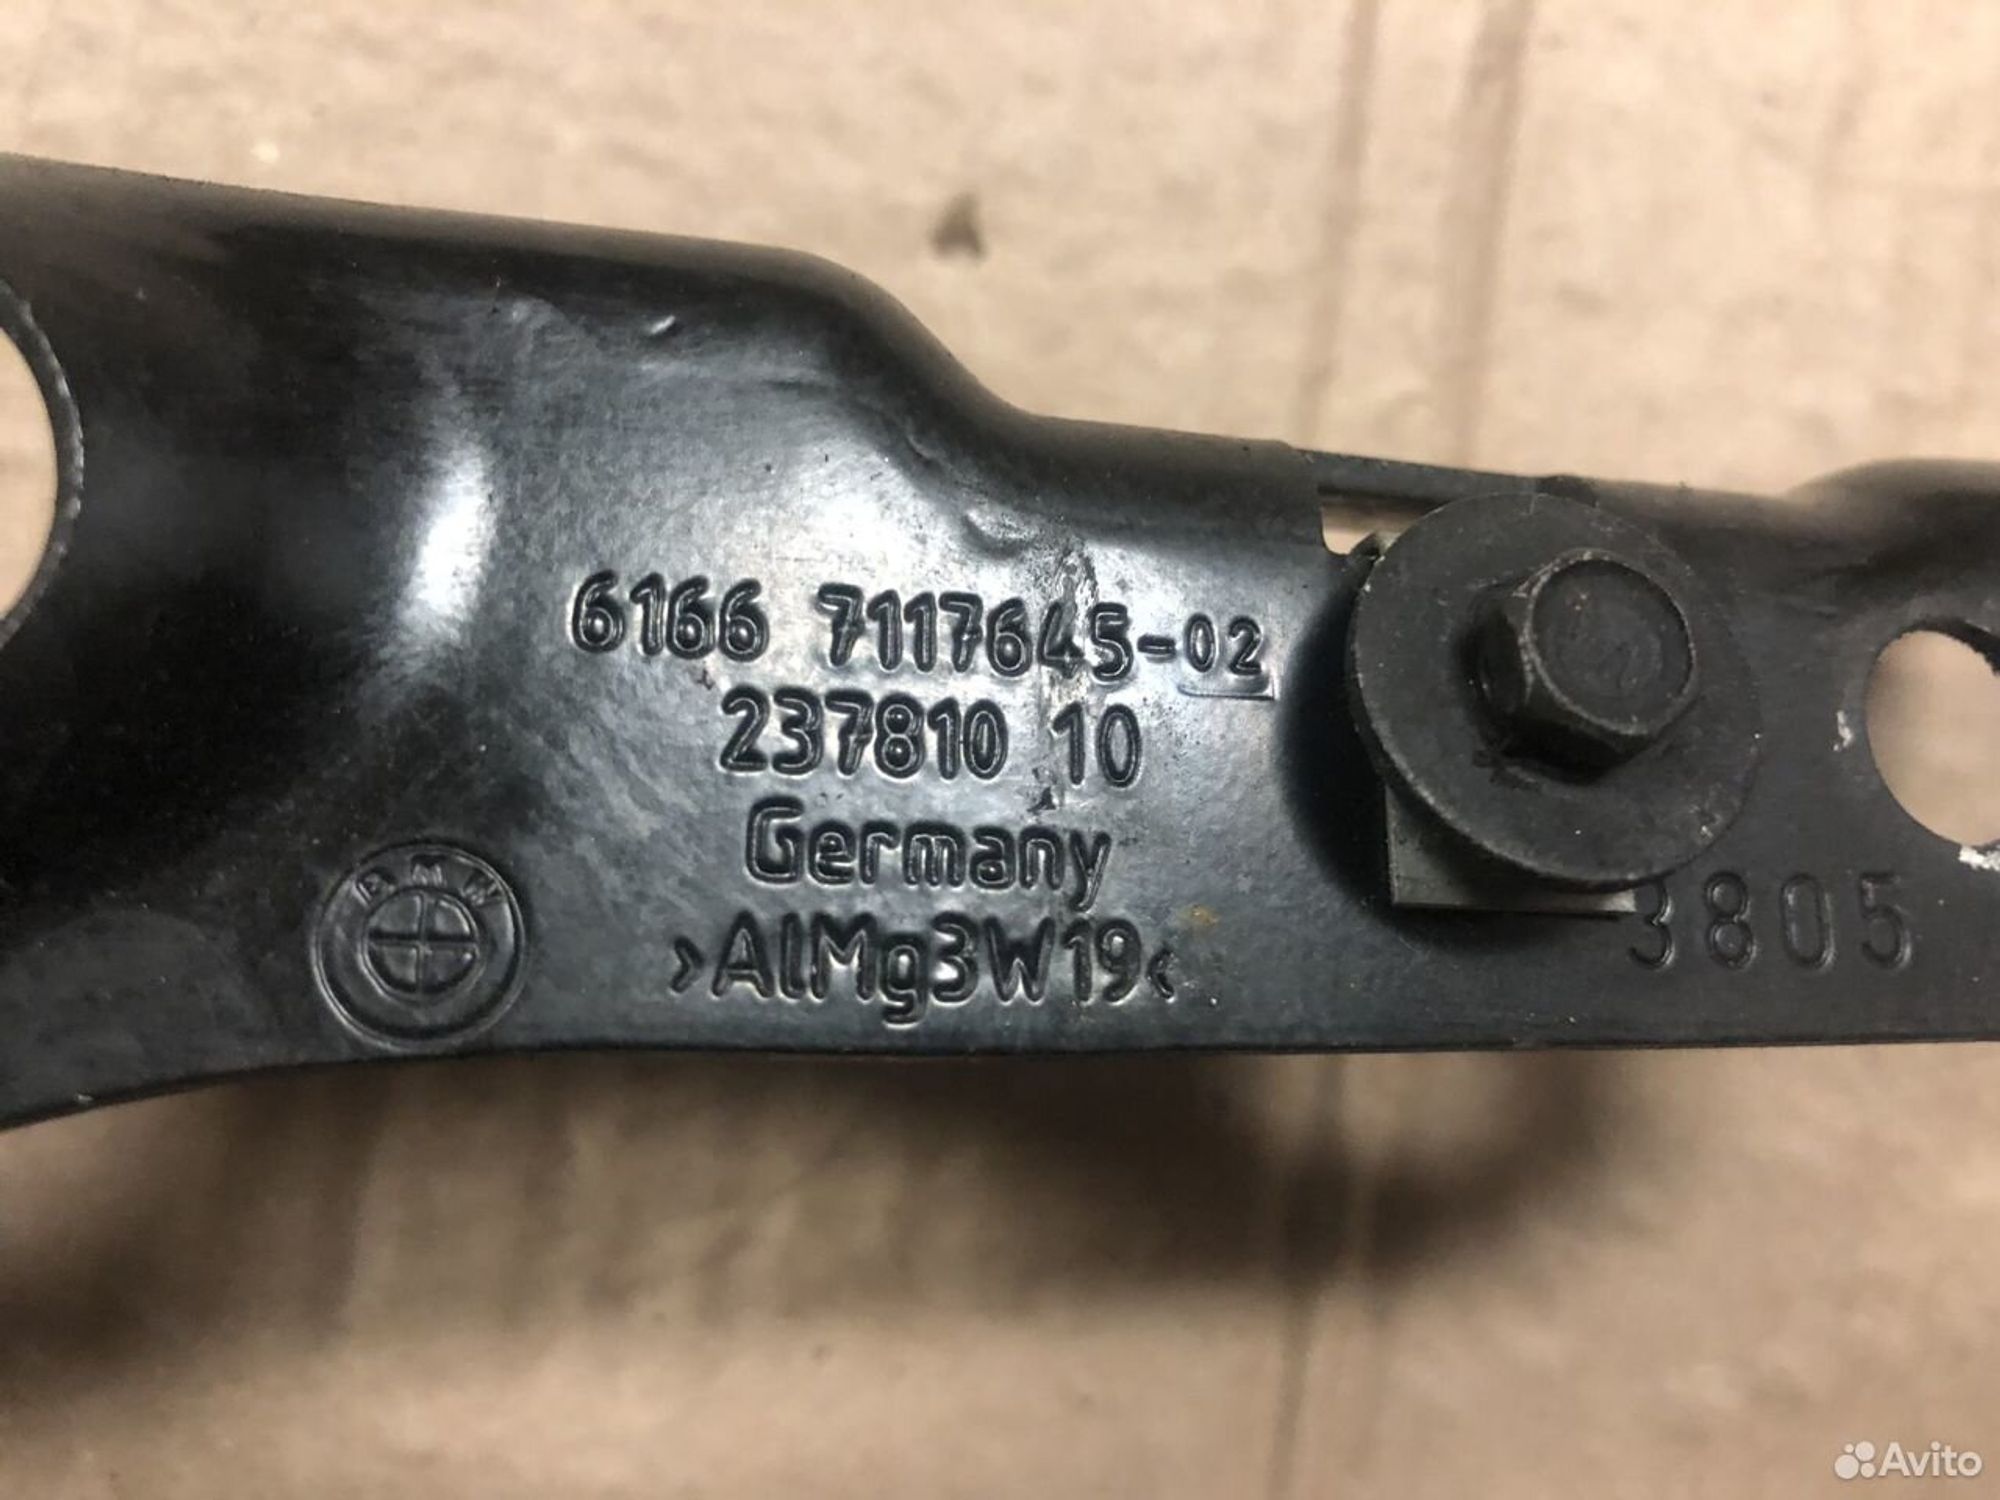 6166 7117645-02
237810 10
Germany
BMW
>AlMg3W19<
3805
Avito